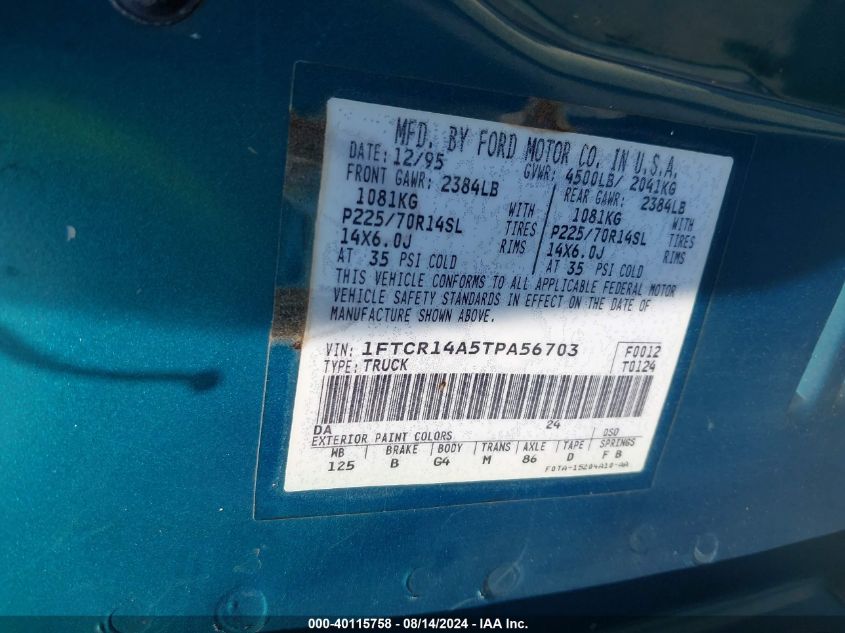 MFD. BY FORD MOTOR CO. IN U.S.A.
DATE: 12/95 GVWR: 4500LB/ 2041KG
FRONT GAWR: 2384LB REAR GAWR: 2384LB
1081KG WITH 1081KG WITH
P225/70R14SL TIRES P225/70R14SL TIRES
14X6.0J RIMS 14X6.0J RIMS
AT 35 PSI COLD AT 35 PSI COLD
THIS VEHICLE CONFORMS TO ALL APPLICABLE FEDERAL MOTOR
VEHICLE SAFETY STANDARDS IN EFFECT ON THE DATE OF
MANUFACTURE SHOWN ABOVE.
VIN: 1FTCR14A5TPA56703 F0012
TYPE: TRUCK T0124
DA 24
EXTERIOR PAINT COLORS DSO
WB BRAKE BODY TRANS AXLE TAPE SPRINGS
125 B G4 M 86 D F B
F0TA-15204A10-AA
000-40115758 - 08/14/2024 - IAA Inc.